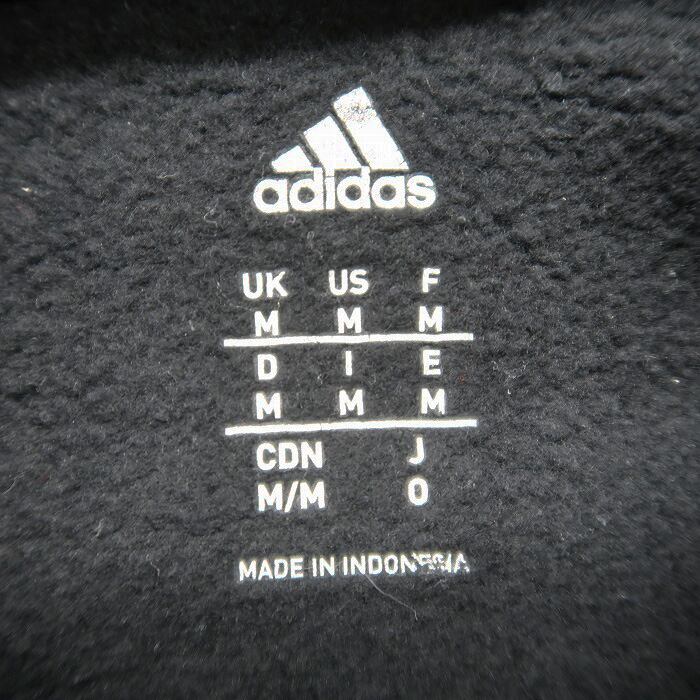 adidas
UK US F
M M M
D I E
M M M
CDN J
M/M O
MADE IN INDONESIA